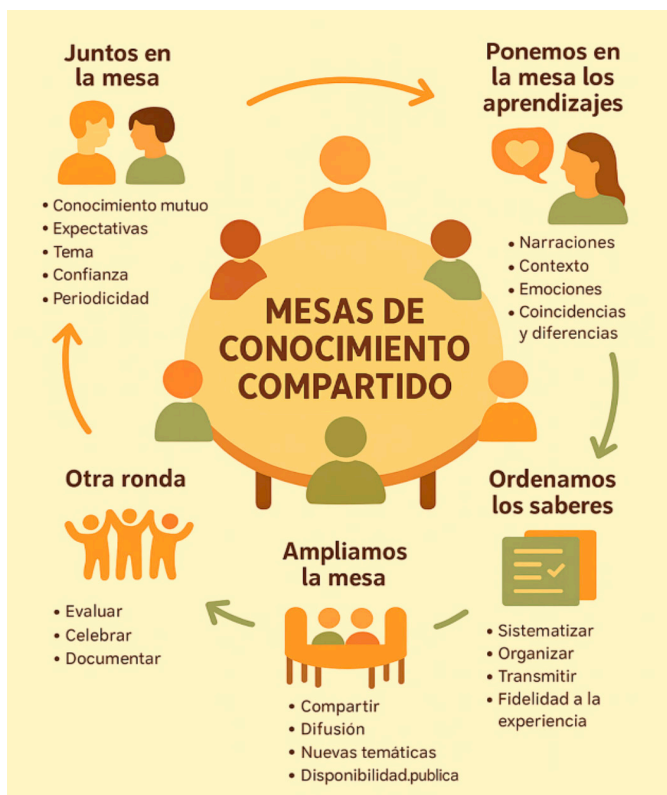 Juntos en
la mesa
• Conocimiento mutuo
• Expectativas
• Tema
• Confianza
• Periodicidad
Ponemos en
la mesa los
aprendizajes
• Narraciones
• Contexto
• Emociones
• Coincidencias
y diferencias
MESAS DE
CONOCIMIENTO
COMPARTIDO
Ordenamos
los saberes
• Sistematizar
• Organizar
• Transmitir
• Fidelidad a la
experiencia
Ampliamos
la mesa
• Compartir
• Difusión
• Nuevas temáticas
• Disponibilidad.publica
Otra ronda
• Evaluar
• Celebrar
• Documentar